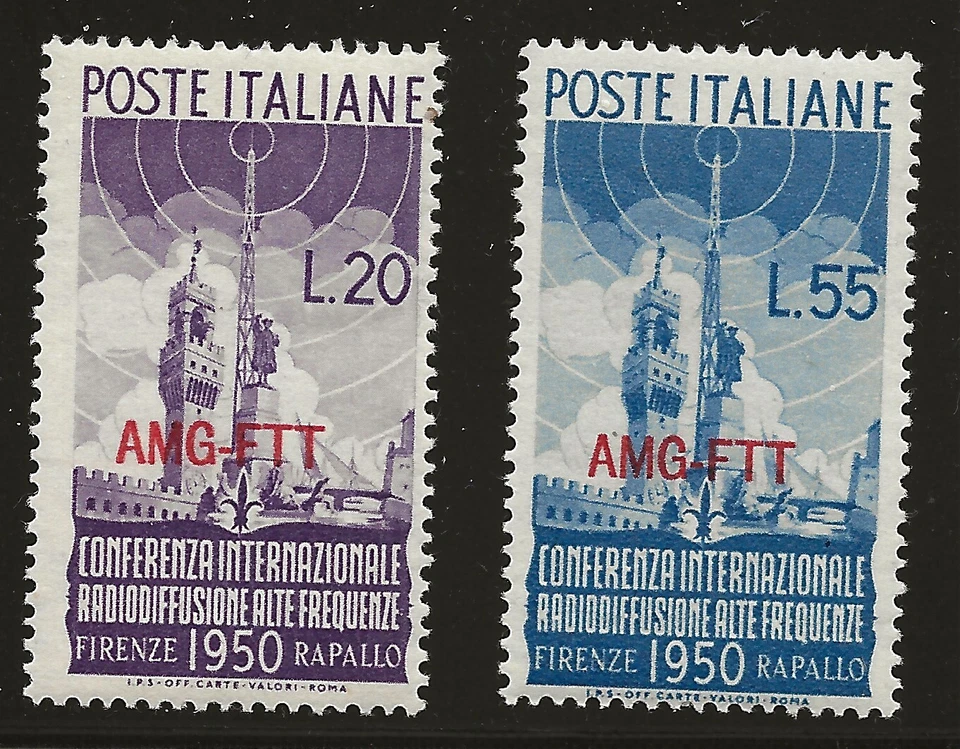 POSTE ITALIANE
L.20
AMG-FTT
CONFERENZA INTERNAZIONALE
RADIODIFFUSIONE ALTE FREQUENZE
FIRENZE 1950 RAPALLO
I.P.S-OFF. CARTE-VALORI-ROMA
POSTE ITALIANE
L.55
AMG-FTT
CONFERENZA INTERNAZIONALE
RADIODIFFUSIONE ALTE FREQUENZE
FIRENZE 1950 RAPALLO
I.P.S-OFF. CARTE-VALORI-ROMA